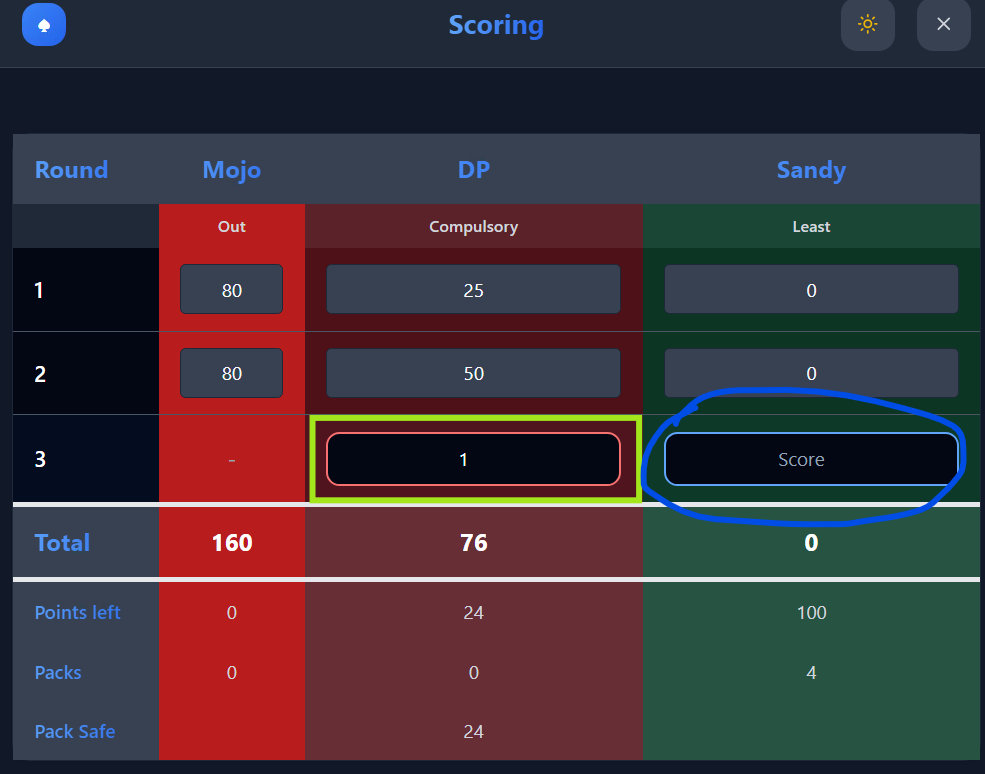 Scoring
Round Mojo DP Sandy
Out Compulsory Least
1 80 25 0
2 80 50 0
3 - 1 Score
Total 160 76 0
Points left 0 24 100
Packs 0 0 4
Pack Safe 24